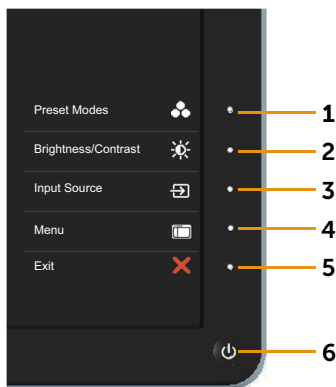 Preset Modes 1
Brightness/Contrast 2
Input Source 3
Menu 4
Exit 5
6